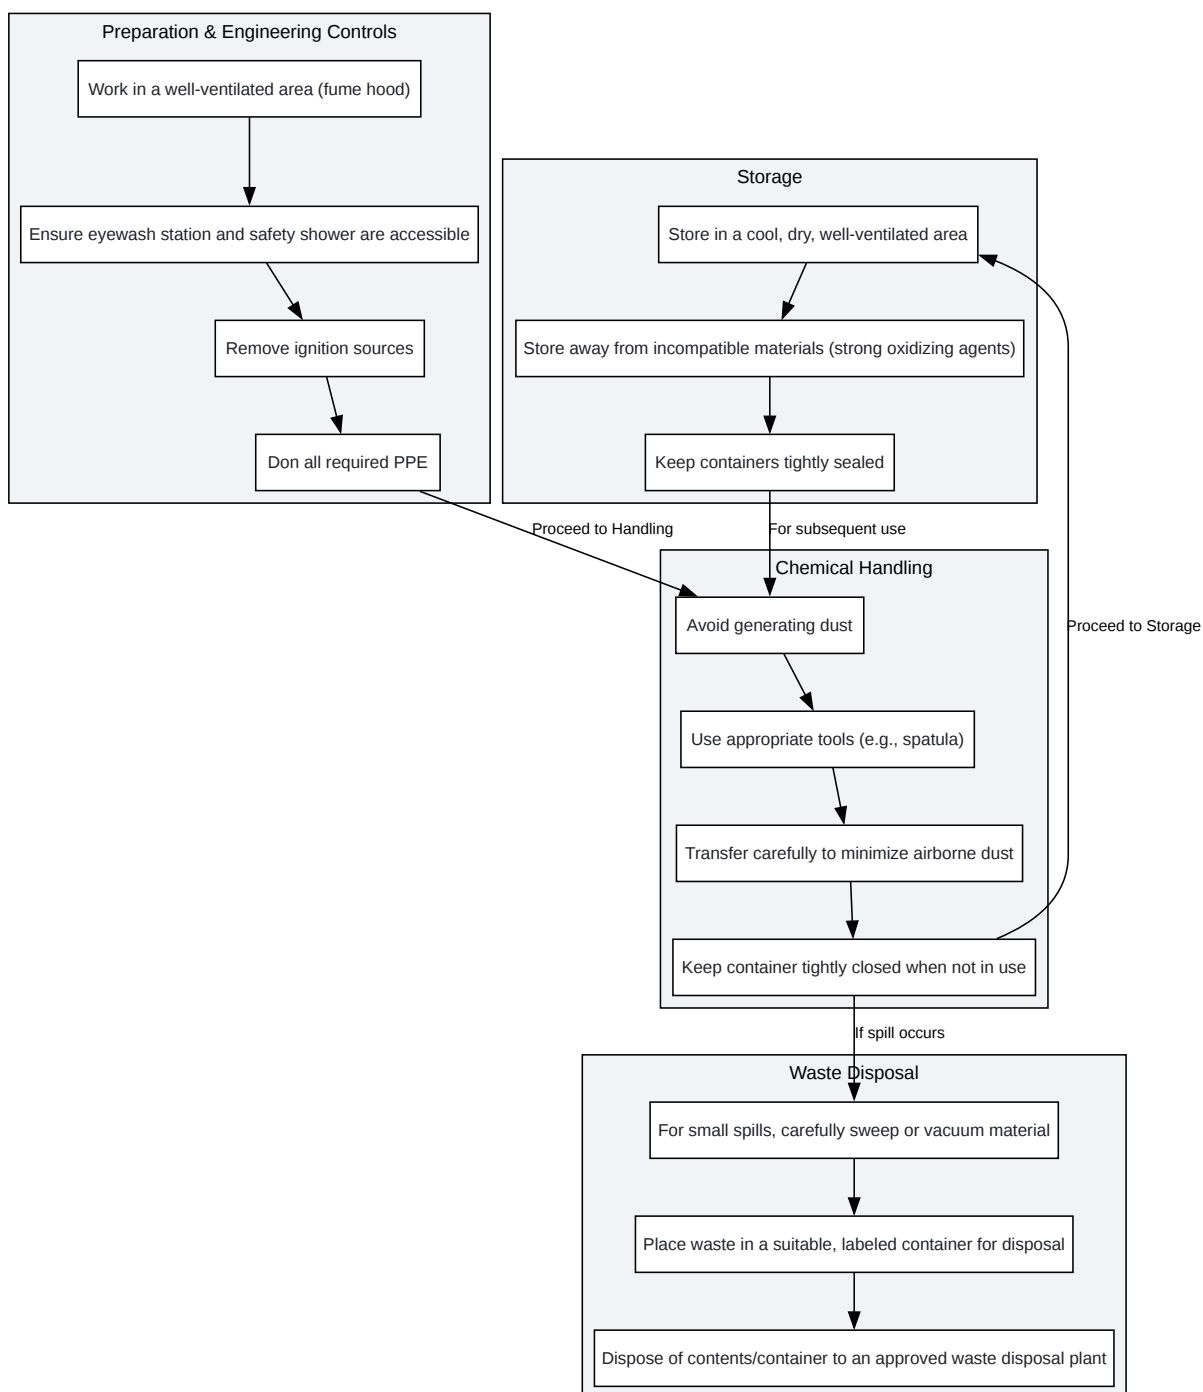 Preparation & Engineering Controls
Work in a well-ventilated area (fume hood)
Ensure eyewash station and safety shower are accessible
Remove ignition sources
Don all required PPE
Storage
Store in a cool, dry, well-ventilated area
Store away from incompatible materials (strong oxidizing agents)
Keep containers tightly sealed
Proceed to Handling
For subsequent use
Chemical Handling
Avoid generating dust
Proceed to Storage
Use appropriate tools (e.g., spatula)
Transfer carefully to minimize airborne dust
Keep container tightly closed when not in use
If spill occurs
Waste Disposal
For small spills, carefully sweep or vacuum material
Place waste in a suitable, labeled container for disposal
Dispose of contents/container to an approved waste disposal plant